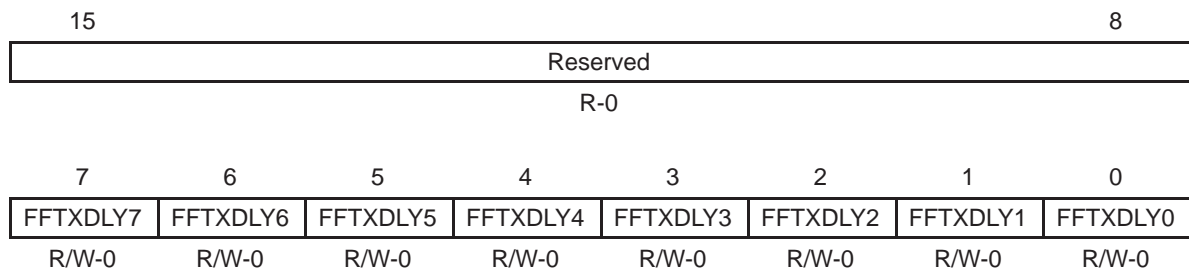 15 8
Reserved
R-0
7 6 5 4 3 2 1 0
FFTXDLY7 FFTXDLY6 FFTXDLY5 FFTXDLY4 FFTXDLY3 FFTXDLY2 FFTXDLY1 FFTXDLY0
R/W-0 R/W-0 R/W-0 R/W-0 R/W-0 R/W-0 R/W-0 R/W-0